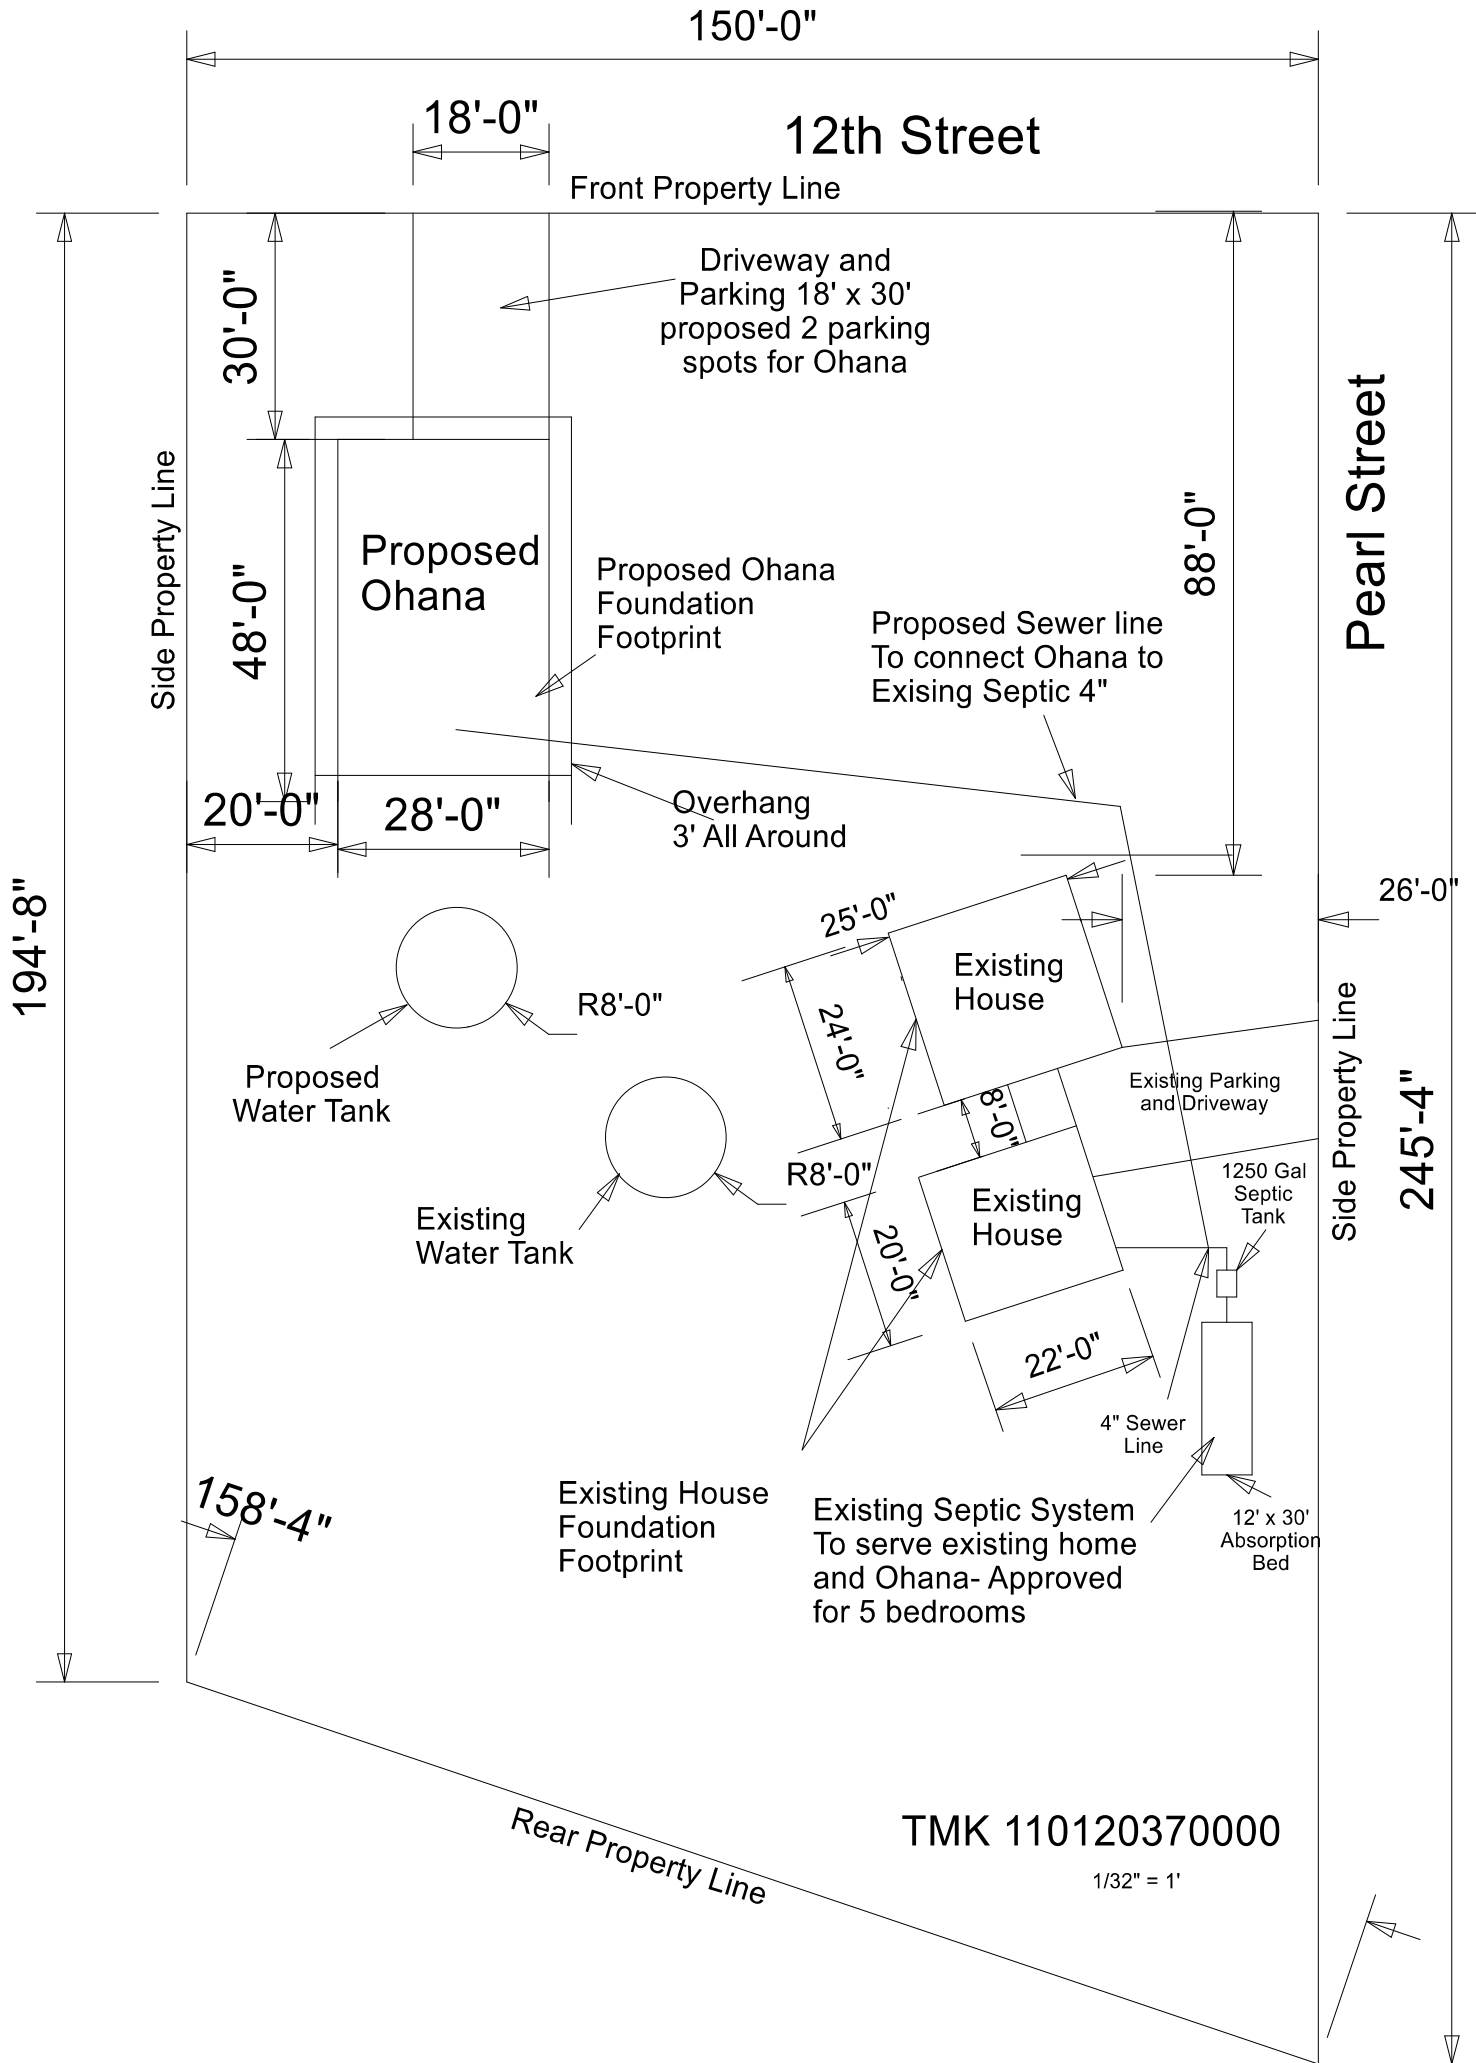 150'-0"
18'-0"
12th Street
Front Property Line
Driveway and
Parking 18' x 30'
proposed 2 parking
spots for Ohana
30'-0"
Side Property Line
Pearl Street
88'-0"
Proposed
Ohana
48'-0"
Proposed Ohana
Foundation
Footprint
Proposed Sewer line
To connect Ohana to
Exising Septic 4"
20'-0"
28'-0"
Overhang
3' All Around
194'-8"
26'-0"
25'-0"
Existing
House
R8'-0"
24'-0"
Proposed
Water Tank
8'-0"
Existing Parking
and Driveway
Side Property Line
245'-4"
R8'-0"
Existing
House
1250 Gal
Septic
Tank
Existing
Water Tank
20'-0"
22'-0"
4" Sewer
Line
158'-4"
Existing House
Foundation
Footprint
Existing Septic System
To serve existing home
and Ohana- Approved
for 5 bedrooms
12' x 30'
Absorption
Bed
Rear Property Line
TMK 110120370000
1/32" = 1'